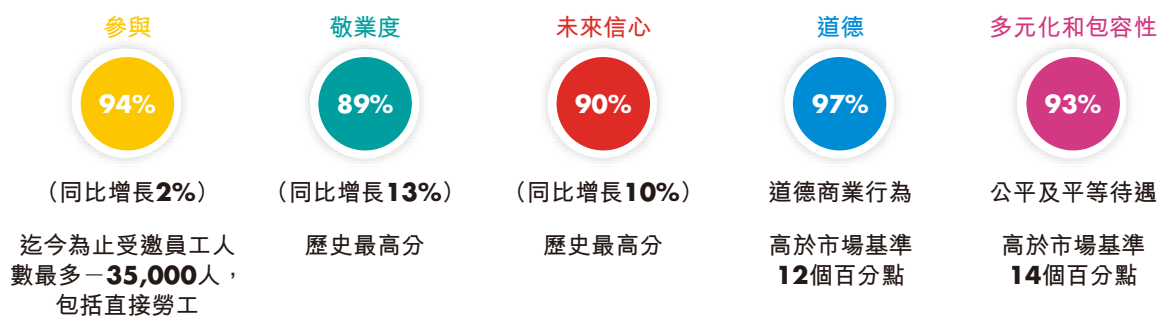 參與
94%
（同比增長2%）
迄今為止受邀員工人
數最多－35,000人，
包括直接勞工
敬業度
89%
（同比增長13%）
歷史最高分
未來信心
90%
（同比增長10%）
歷史最高分
道德
97%
道德商業行為
高於市場基準
12個百分點
多元化和包容性
93%
公平及平等待遇
高於市場基準
14個百分點